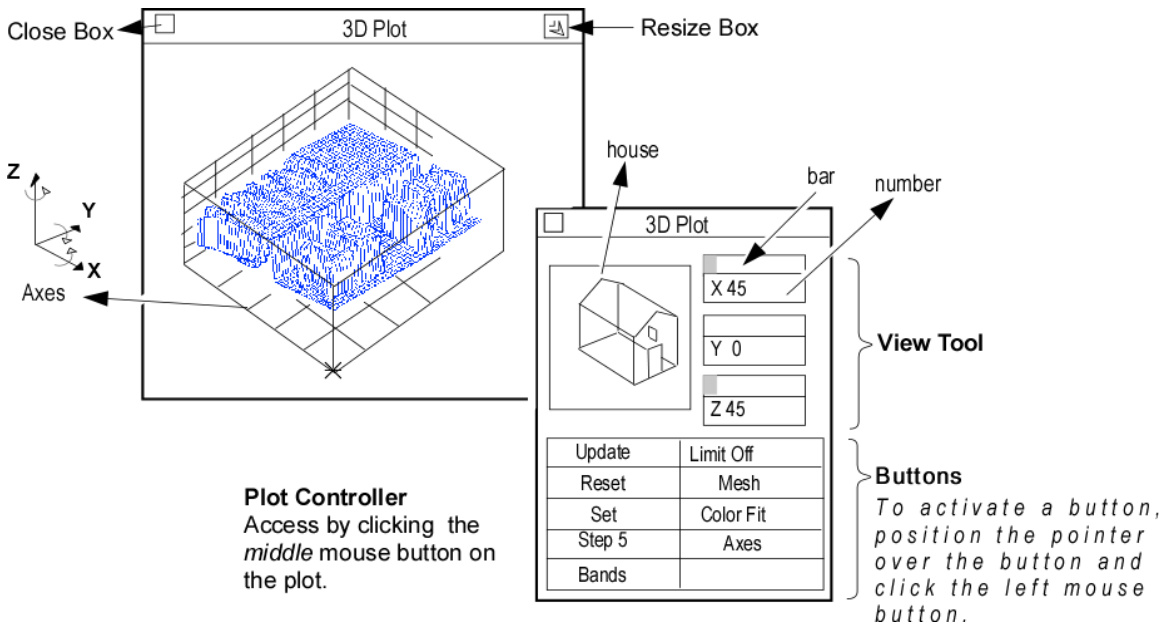 Close Box
3D Plot
Resize Box
house
bar
number
Z
Y
X
Axes
3D Plot
X 45
Y 0
Z 45
View Tool
Update
Limit Off
Reset
Mesh
Set
Color Fit
Step 5
Axes
Bands
Plot Controller
Access by clicking the
middle mouse button on
the plot.
Buttons
To activate a button,
position the pointer
over the button and
click the left mouse
button.